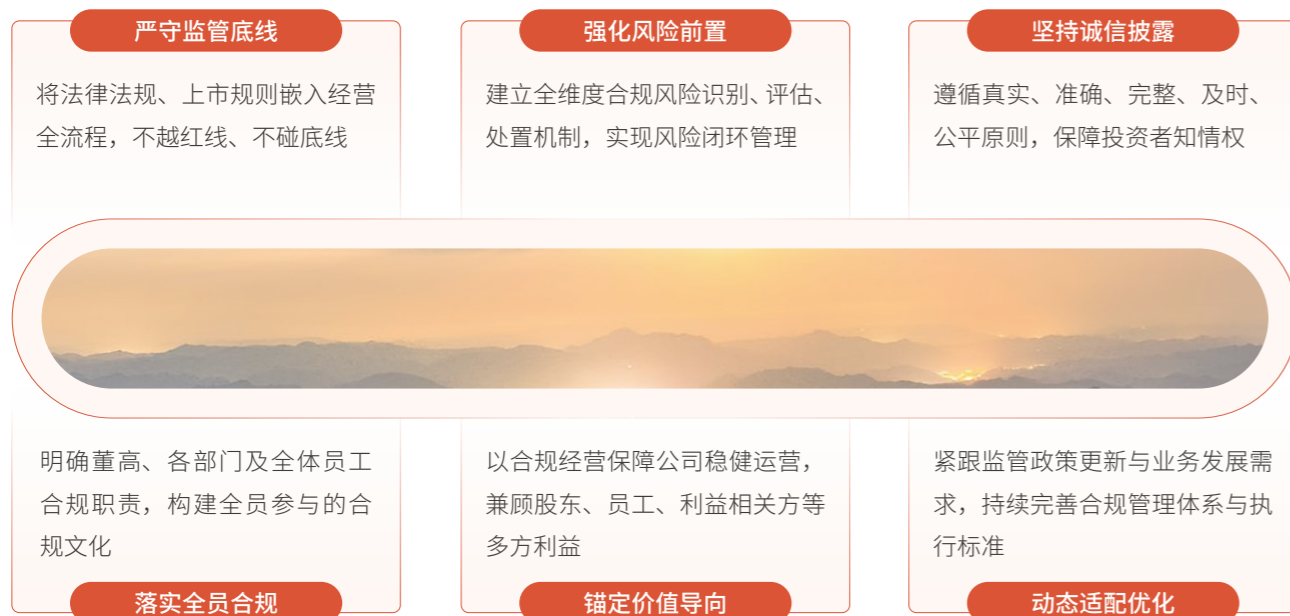 严守监管底线
将法律法规、上市规则嵌入经营
全流程，不越红线、不碰底线
强化风险前置
建立全维度合规风险识别、评估、
处置机制，实现风险闭环管理
坚持诚信披露
遵循真实、准确、完整、及时、
公平原则，保障投资者知情权
明确董高、各部门及全体员工
合规职责，构建全员参与的合
规文化
落实全员合规
以合规经营保障公司稳健运营，
兼顾股东、员工、利益相关方等
多方利益
锚定价值导向
紧跟监管政策更新与业务发展需
求，持续完善合规管理体系与执
行标准
动态适配优化